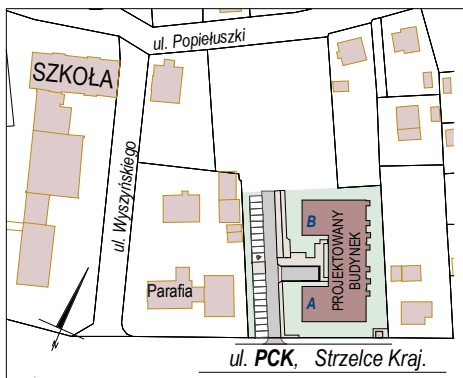 ul. Popiełuszki
SZKOŁA
ul. Wyszyńskiego
B
PROJEKTOWANY
BUDYNEK
Parafia
A
N
ul. PCK, Strzelce Kraj.